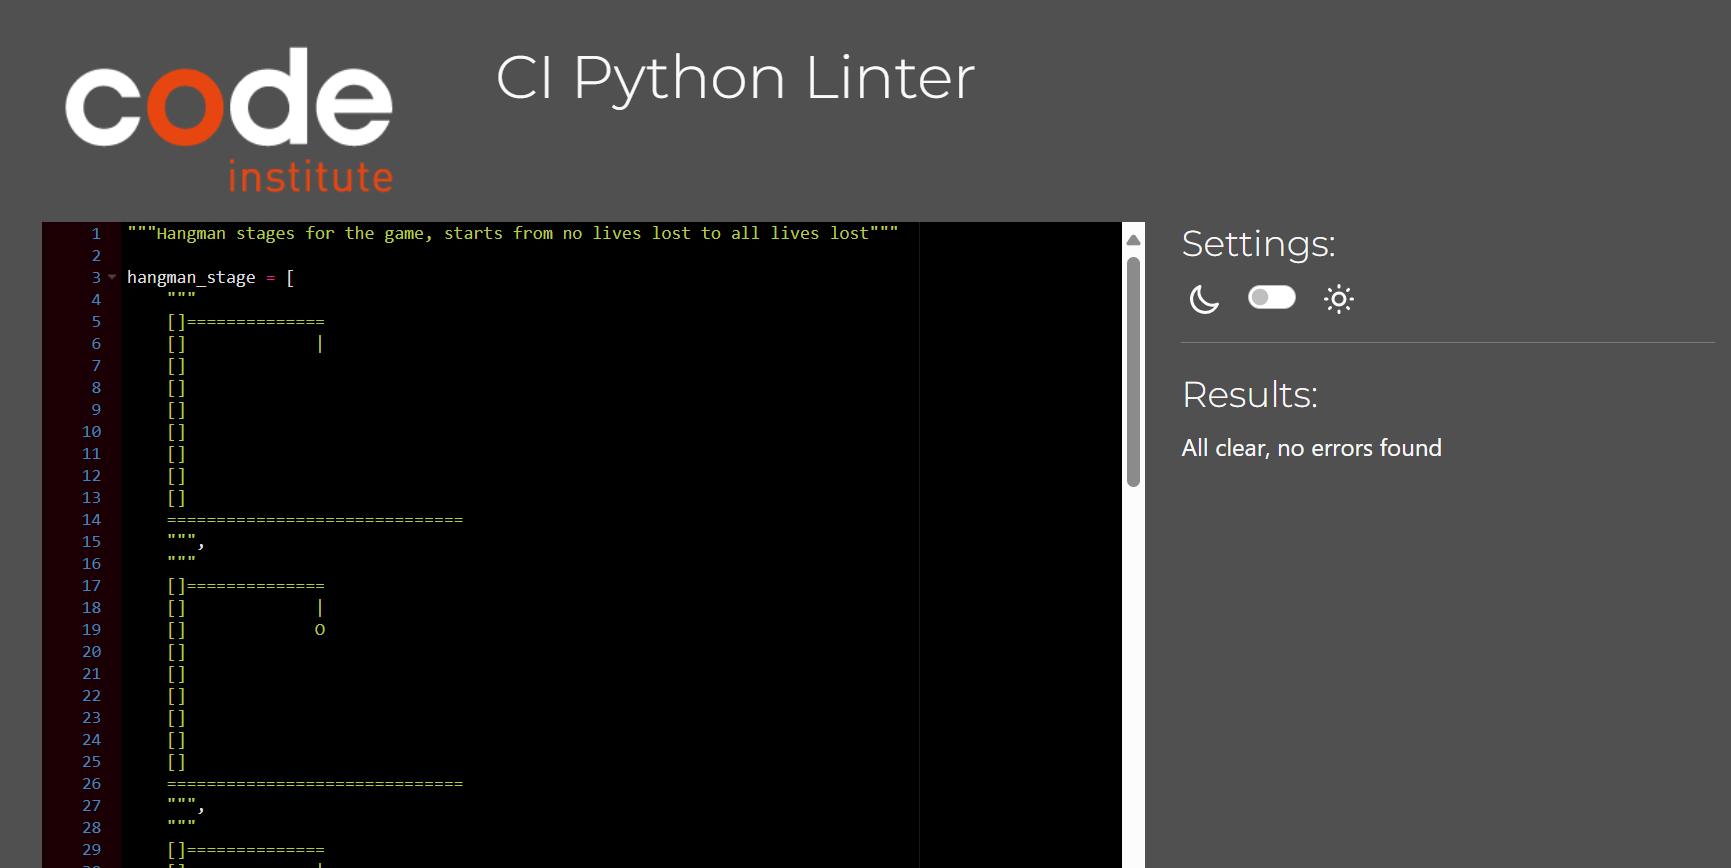 code
institute
CI Python Linter
1 """Hangman stages for the game, starts from no lives lost to all lives lost"""
2
3 hangman_stage = [
4     """
5     []==============
6     []             |
7     []
8     []
9     []
10     []
11     []
12     []
13     []
14     ==============================
15     """,
16     """
17     []==============
18     []             |
19     []             O
20     []
21     []
22     []
23     []
24     []
25     []
26     ==============================
27     """,
28     """
29     []==============
Settings:
Results:
All clear, no errors found